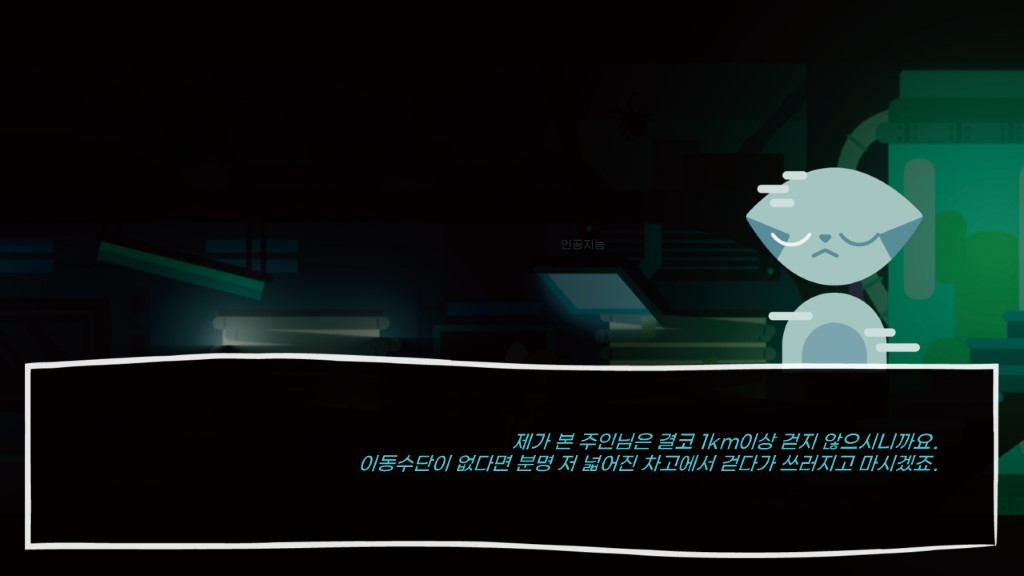 인공지능
제가 본 주인님은 결코 1km이상 걷지 않으시니까요.
이동수단이 없다면 분명 저 넓어진 차고에서 걷다가 쓰러지고 마시겠죠.